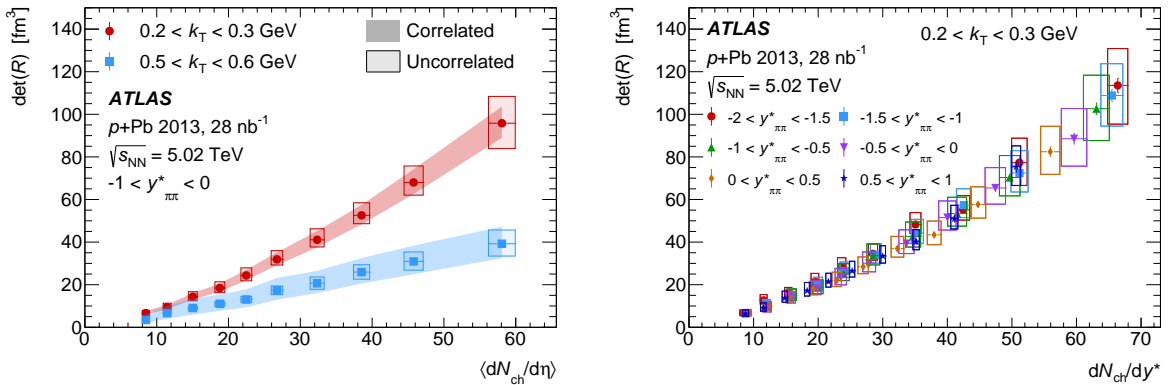 det(R) [fm³]
140
120
100
80
60
40
20
0
0.2 < k_T < 0.3 GeV
0.5 < k_T < 0.6 GeV
Correlated
Uncorrelated
ATLAS
p+Pb 2013, 28 nb⁻¹
√s_NN = 5.02 TeV
-1 < y*_ππ < 0
0 10 20 30 40 50 60
⟨dN_ch/dη⟩
det(R) [fm³]
140
120
100
80
60
40
20
0
ATLAS 0.2 < k_T < 0.3 GeV
p+Pb 2013, 28 nb⁻¹
√s_NN = 5.02 TeV
-2 < y*_ππ < -1.5 -1.5 < y*_ππ < -1
-1 < y*_ππ < -0.5 -0.5 < y*_ππ < 0
0 < y*_ππ < 0.5 0.5 < y*_ππ < 1
0 10 20 30 40 50 60 70
dN_ch/dy*